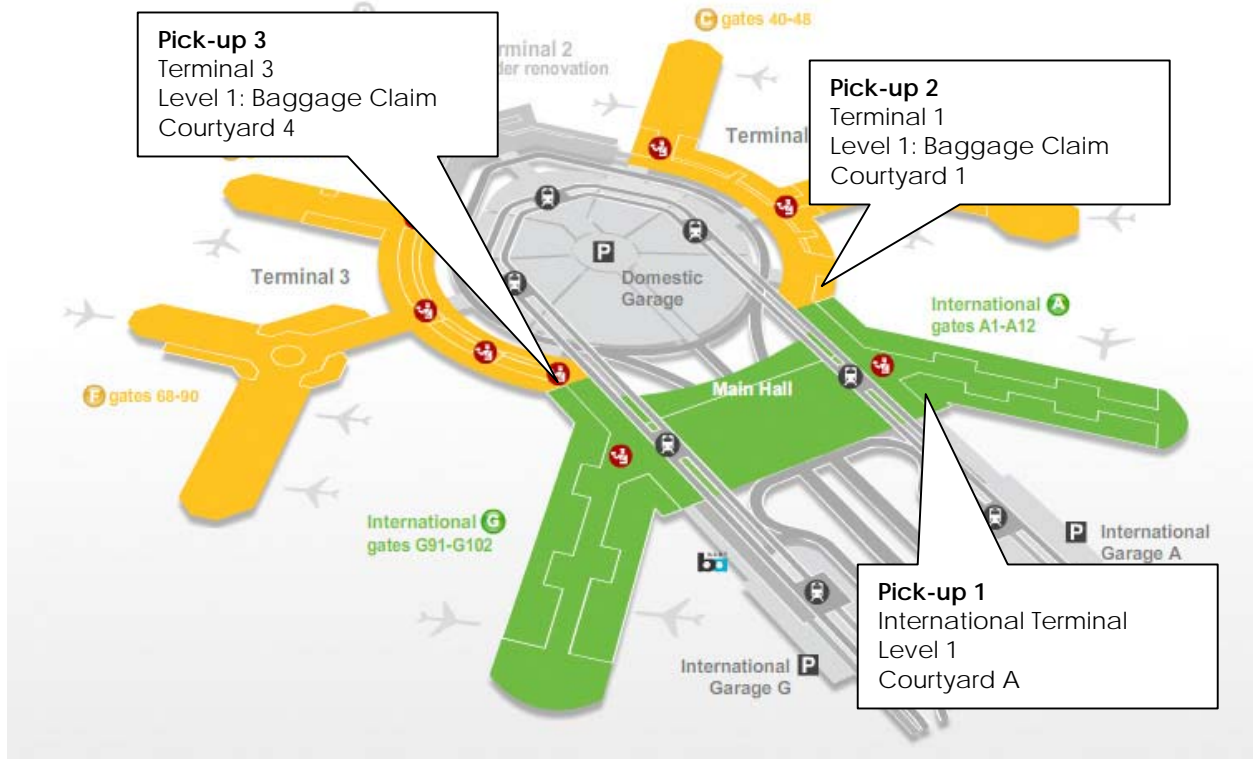 C gates 40-48
Pick-up 3
Terminal 3
Level 1: Baggage Claim
Courtyard 4
Terminal 2
renovation
Pick-up 2
Terminal 1
Level 1: Baggage Claim
Courtyard 1
Terminal
Terminal 3
P
Domestic
Garage
International A
gates A1-A12
F gates 68-90
Main Hall
International G
gates G91-G102
P International
Garage A
ba
Pick-up 1
International Terminal
Level 1
Courtyard A
International P
Garage G